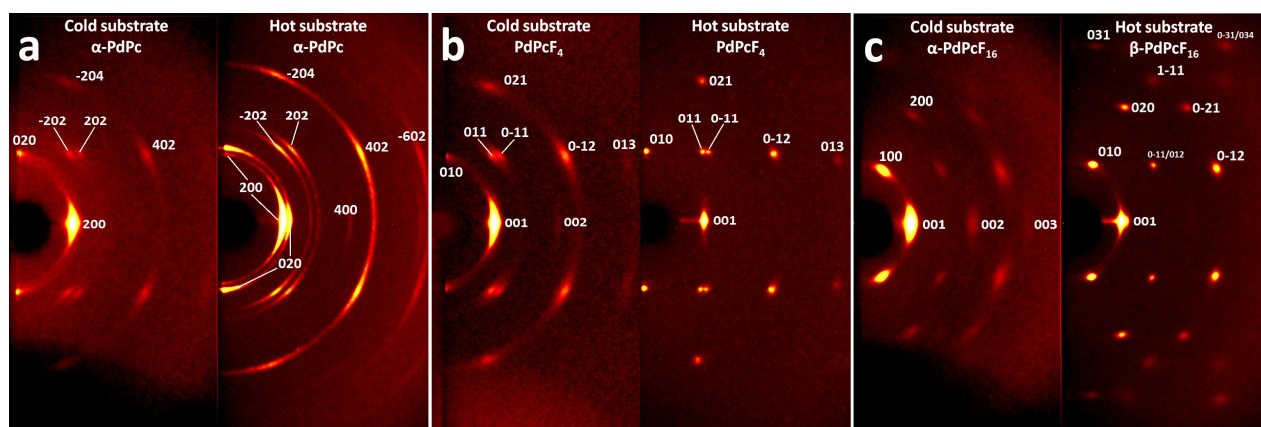 a
Cold substrate
α-PdPc
-204
-202 202
020
402
200
Hot substrate
α-PdPc
-204
-202 202
402
-602
200
400
020
b
Cold substrate
PdPcF4
021
011 0-11
0-12
013
010
001
002
Hot substrate
PdPcF4
021
011 0-11
010
0-12
013
001
c
Cold substrate
α-PdPcF16
200
100
001
002
003
Hot substrate
β-PdPcF16
031
0-31/034
1-11
020
0-21
010
0-11/012
0-12
001